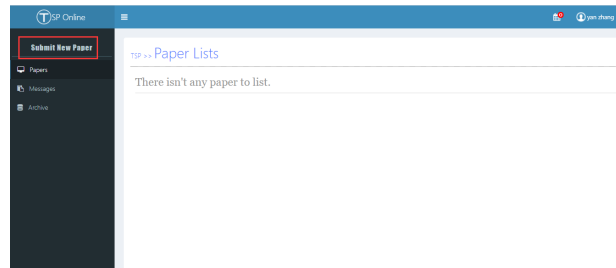 TSP Online
0
yan zhang
Submit New Paper
TSP >> Paper Lists
Papers
There isn't any paper to list.
Messages
Archive